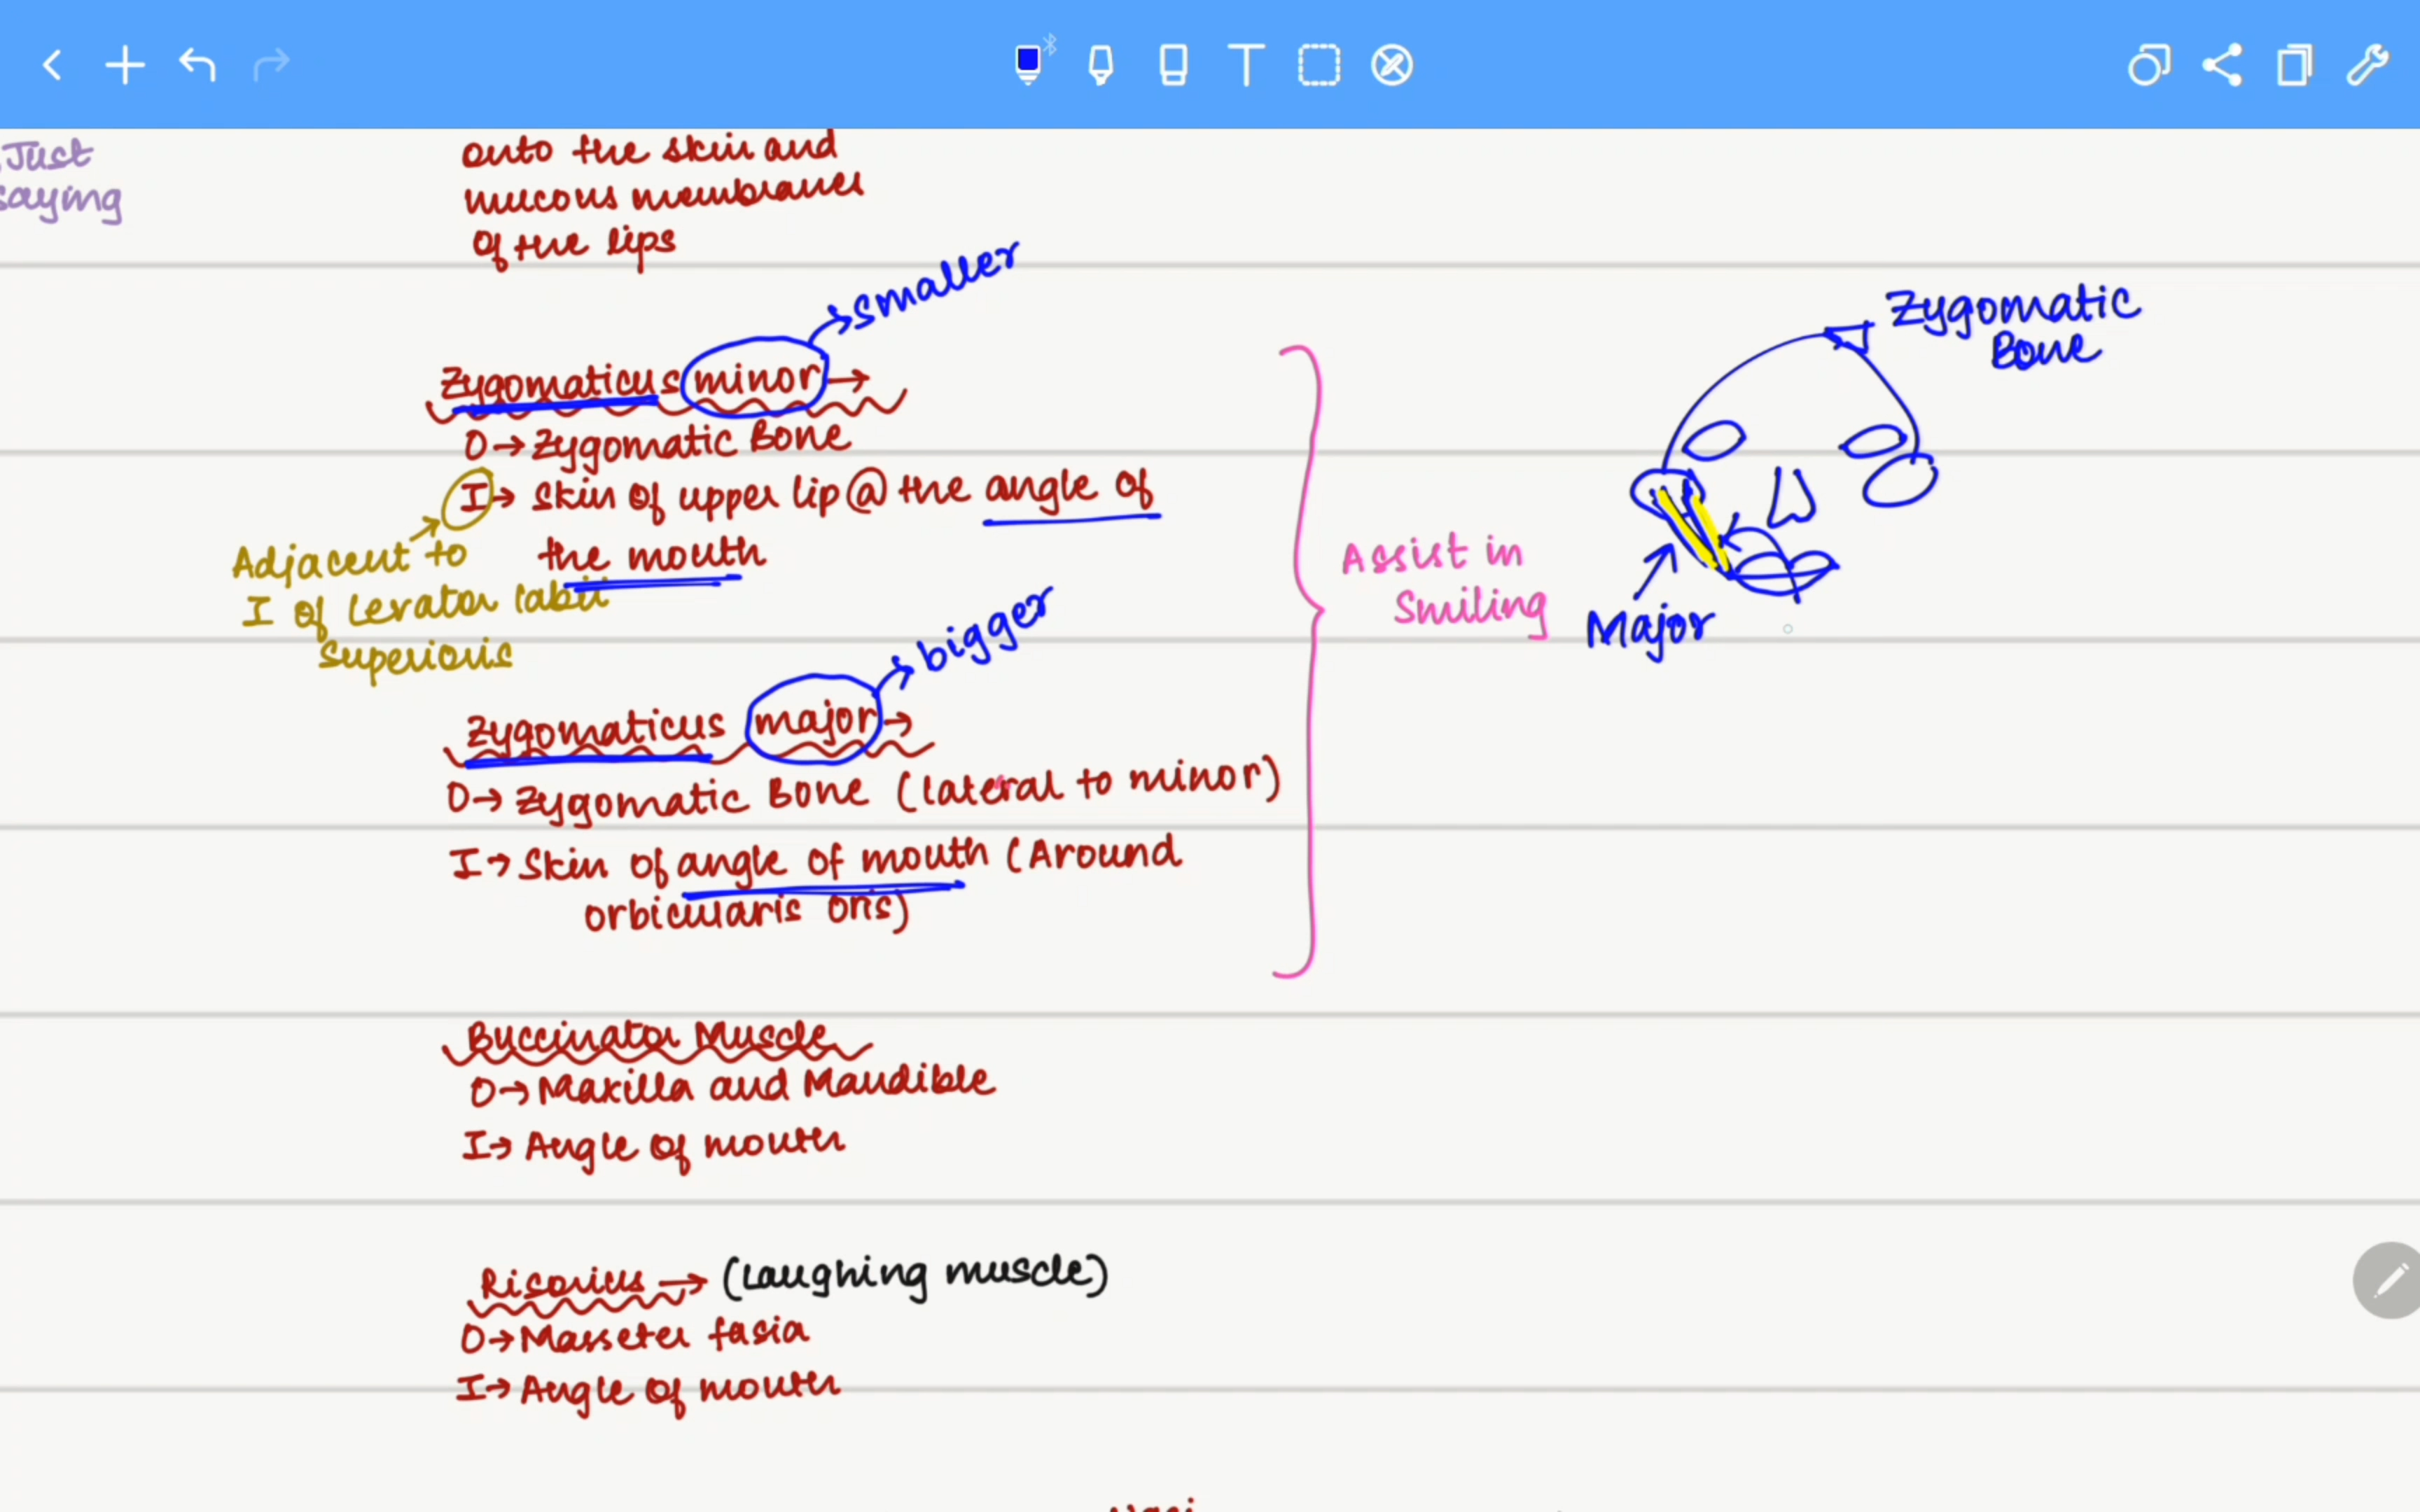 Just
saying
onto the skin and
mucous membranes
of the lips
smaller
Zygomaticus minor →
O → Zygomatic Bone
I → Skin of upper lip @ the angle of
the mouth
Adjacent to
I of Levator Labii
Superioris
bigger
Zygomaticus major →
O → Zygomatic Bone (lateral to minor)
I → Skin of angle of mouth (Around
orbicularis oris)
Assist in
Smiling
Zygomatic
Bone
Major
Buccinator Muscle
O → Maxilla and Mandible
I → Angle of mouth
Risorius → (Laughing muscle)
O → Masseter fasia
I → Angle of mouth